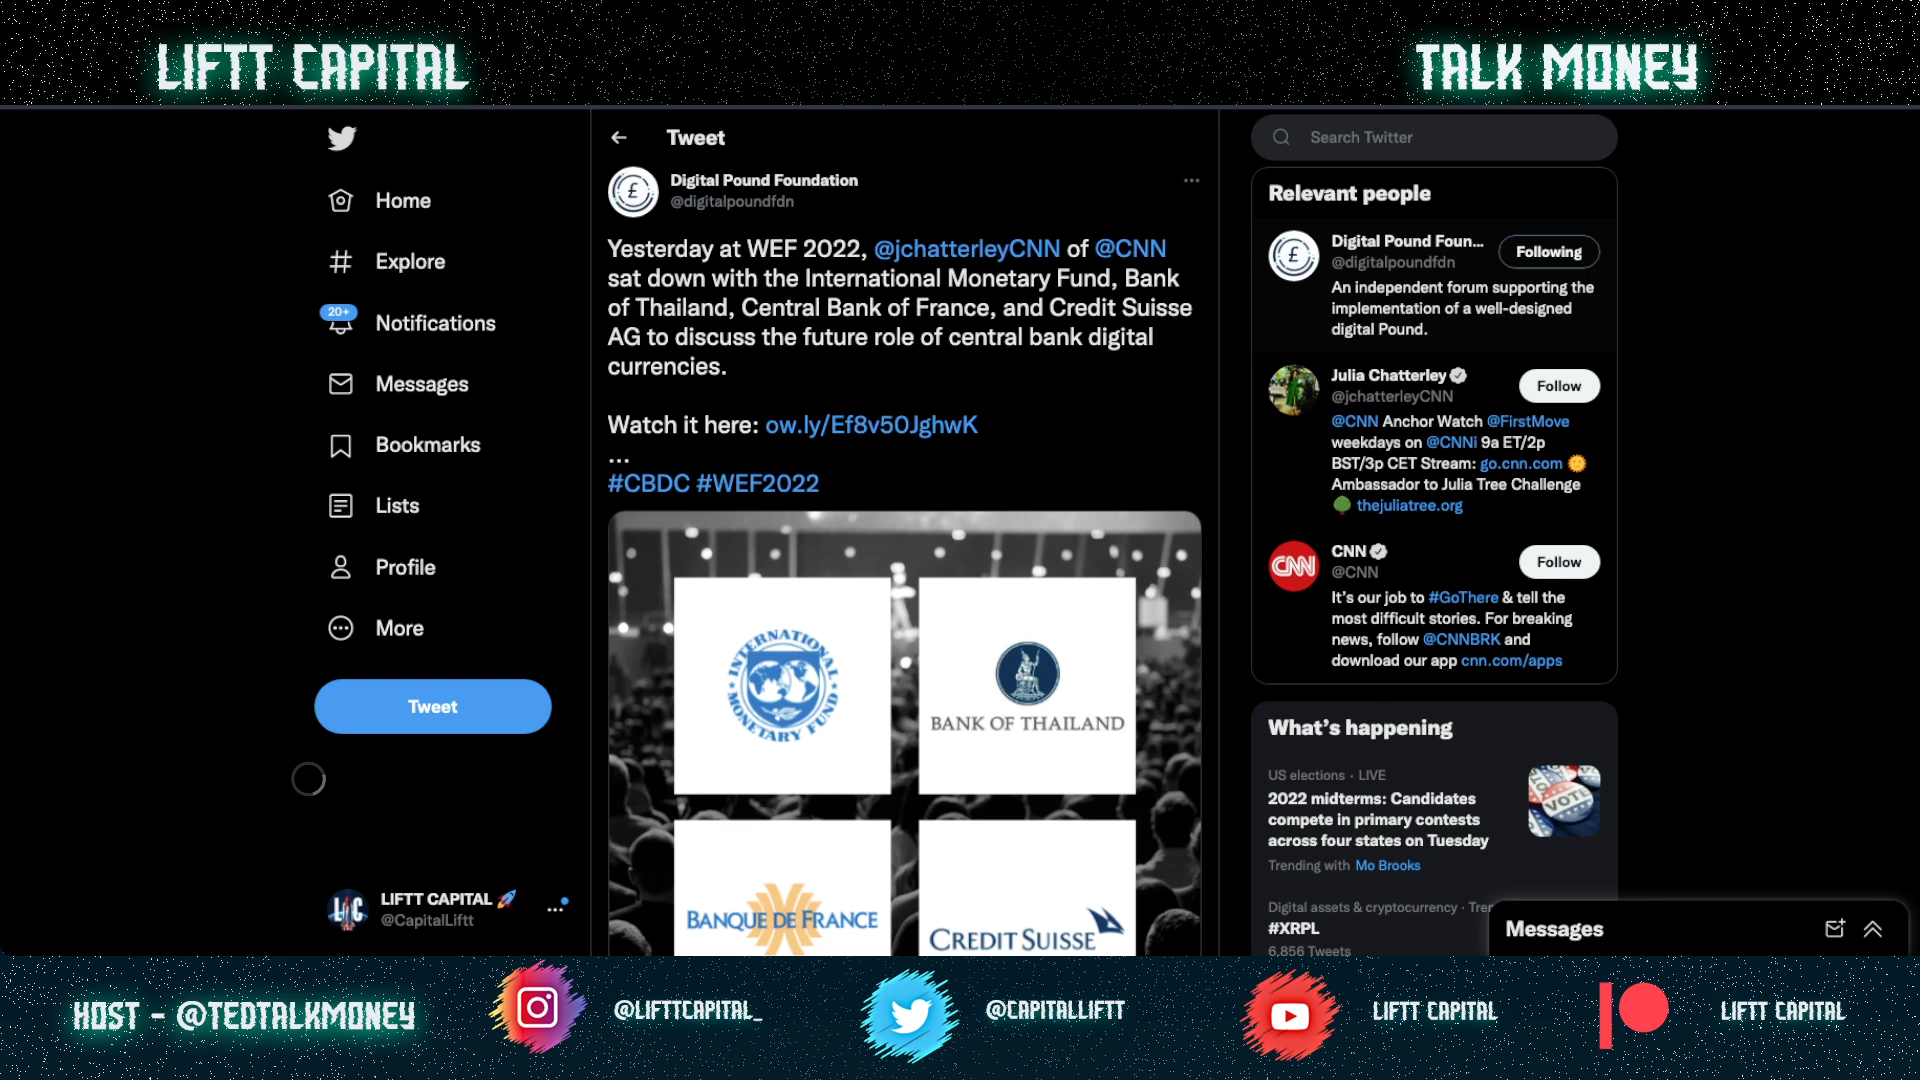 LIFTT CAPITAL
TALK MONEY
Home
Explore
20+
Notifications
Messages
Bookmarks
Lists
Profile
More
Tweet
LIFTT CAPITAL 🚀
@CapitalLiftt
Tweet
Digital Pound Foundation
@digitalpoundfdn
Yesterday at WEF 2022, @jchatterleyCNN of @CNN
sat down with the International Monetary Fund, Bank
of Thailand, Central Bank of France, and Credit Suisse
AG to discuss the future role of central bank digital
currencies.
Watch it here: ow.ly/Ef8v50JghwK
...
#CBDC #WEF2022
INTERNATIONAL MONETARY FUND
BANK OF THAILAND
BANQUE DE FRANCE
CREDIT SUISSE
Search Twitter
Relevant people
Digital Pound Foun...
@digitalpoundfdn
Following
An independent forum supporting the
implementation of a well-designed
digital Pound.
Julia Chatterley
@jchatterleyCNN
Follow
@CNN Anchor Watch @FirstMove
weekdays on @CNNi 9a ET/2p
BST/3p CET Stream: go.cnn.com 🌞
Ambassador to Julia Tree Challenge
🌳 thejuliatree.org
CNN
CNN
@CNN
Follow
It's our job to #GoThere & tell the
most difficult stories. For breaking
news, follow @CNNBRK and
download our app cnn.com/apps
What's happening
US elections · LIVE
2022 midterms: Candidates
compete in primary contests
across four states on Tuesday
Trending with Mo Brooks
VOTE
Digital assets & cryptocurrency · Tren
#XRPL
6,856 Tweets
Messages
HOST - @TEDTALKMONEY
@LIFTTCAPITAL_
@CAPITALLIFTT
LIFTT CAPITAL
LIFTT CAPITAL